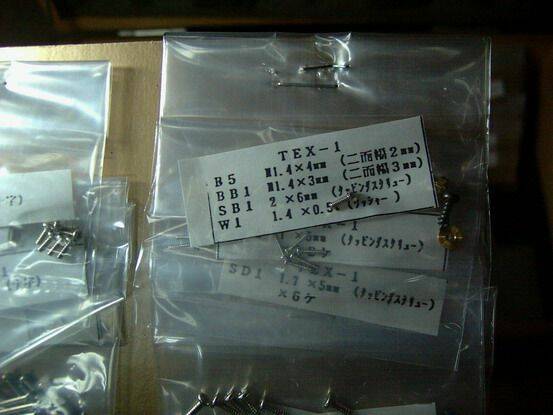 TEX-1
B5 M1.4×4mm (二面幅2mm)
BB1 M1.4×3mm (二面幅3mm)
SB1 2×6mm (タッピングスクリュー)
W1 1.4×0.5 (ワッシャー)
×6mm (タッピングスクリュー)
TEX-1
SD1 1.7×5mm (タッピングスクリュー)
×6ケ